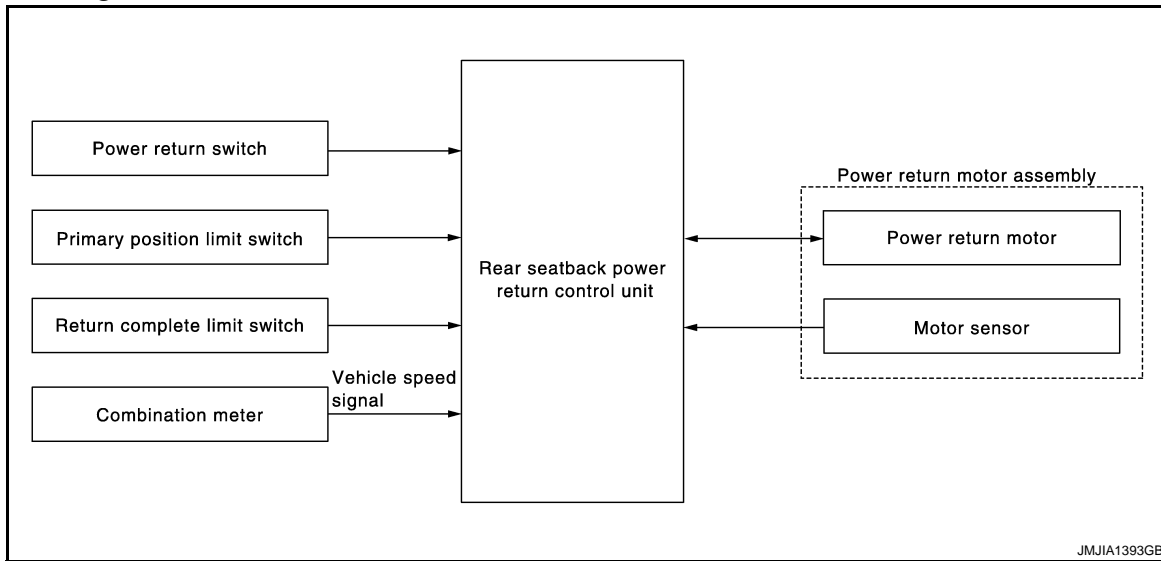 Power return switch
Primary position limit switch
Return complete limit switch
Combination meter
Vehicle speed
signal
Rear seatback power
return control unit
Power return motor assembly
Power return motor
Motor sensor
JMJIA1393GB